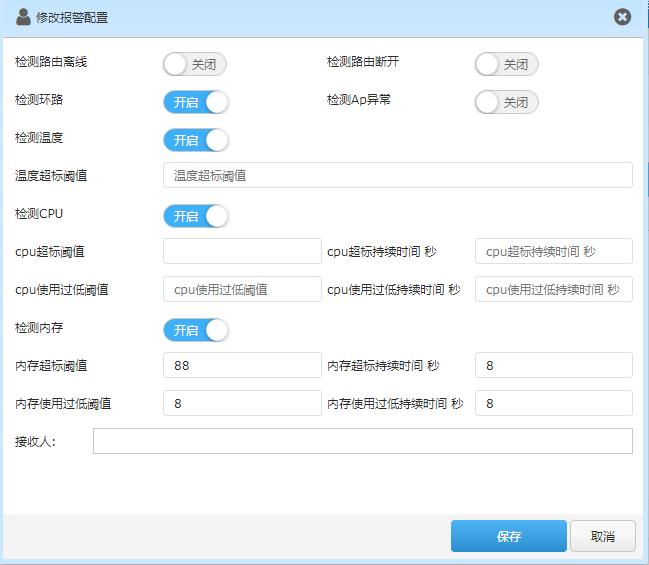 修改报警配置
检测路由离线 关闭 检测路由断开 关闭
检测环路 开启 检测Ap异常 关闭
检测温度 开启
温度超标阈值 温度超标阈值
检测CPU 开启
cpu超标阈值 cpu超标持续时间 秒 cpu超标持续时间 秒
cpu使用过低阈值 cpu使用过低阈值 cpu使用过低持续时间 秒 cpu使用过低持续时间 秒
检测内存 开启
内存超标阈值 88 内存超标持续时间 秒 8
内存使用过低阈值 8 内存使用过低持续时间 秒 8
接收人:
保存 取消